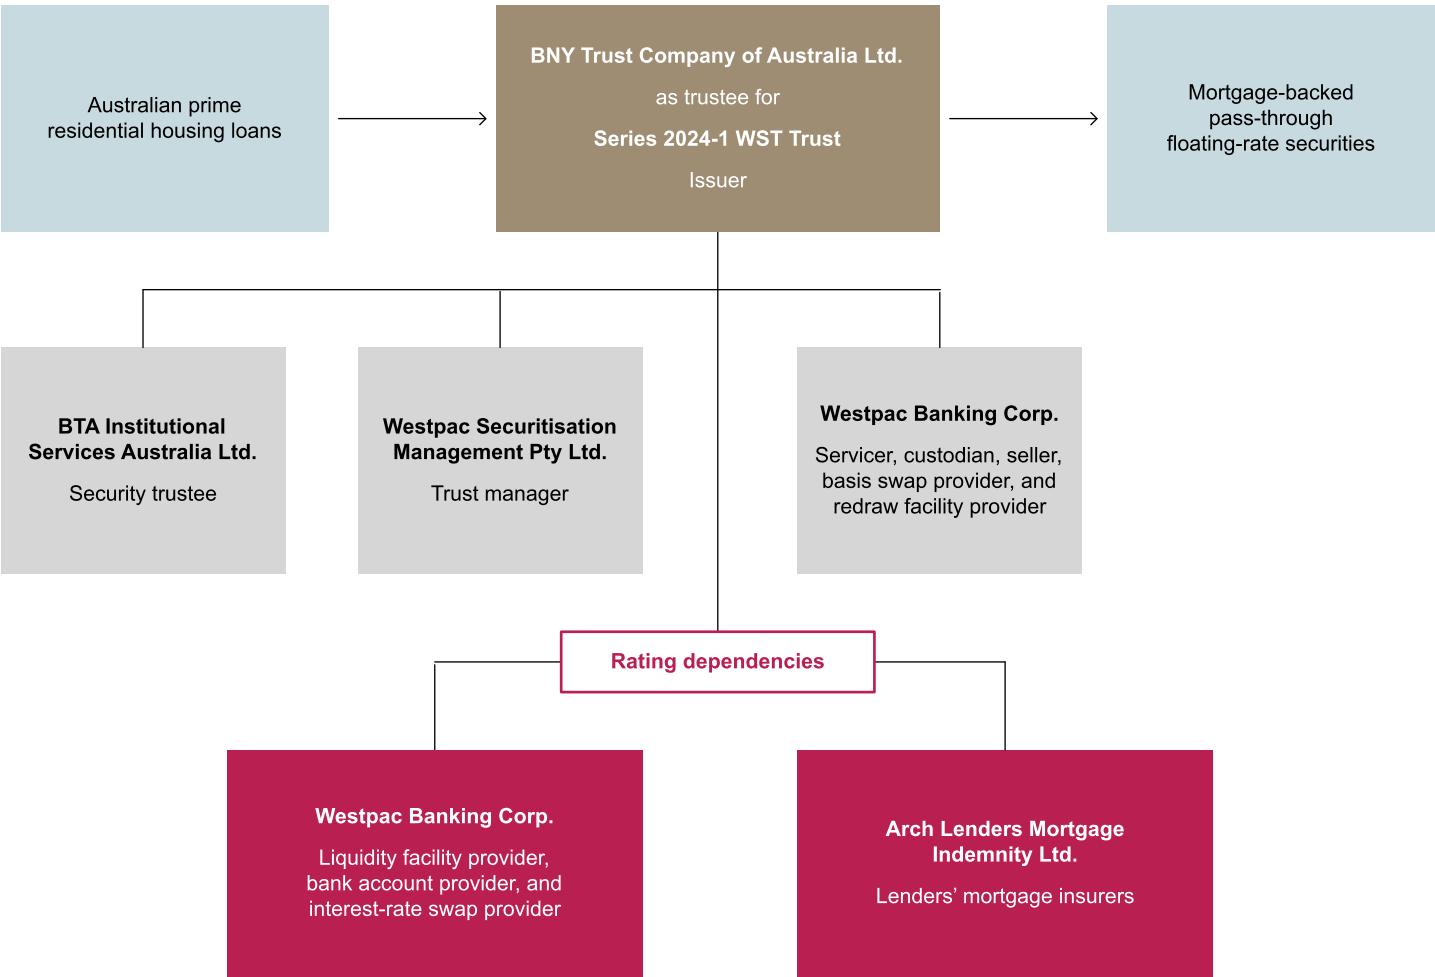 Australian prime
residential housing loans
BNY Trust Company of Australia Ltd.
as trustee for
Series 2024-1 WST Trust
Issuer
Mortgage-backed
pass-through
floating-rate securities
BTA Institutional
Services Australia Ltd.
Security trustee
Westpac Securitisation
Management Pty Ltd.
Trust manager
Westpac Banking Corp.
Servicer, custodian, seller,
basis swap provider, and
redraw facility provider
Rating dependencies
Westpac Banking Corp.
Liquidity facility provider,
bank account provider, and
interest-rate swap provider
Arch Lenders Mortgage
Indemnity Ltd.
Lenders’ mortgage insurers